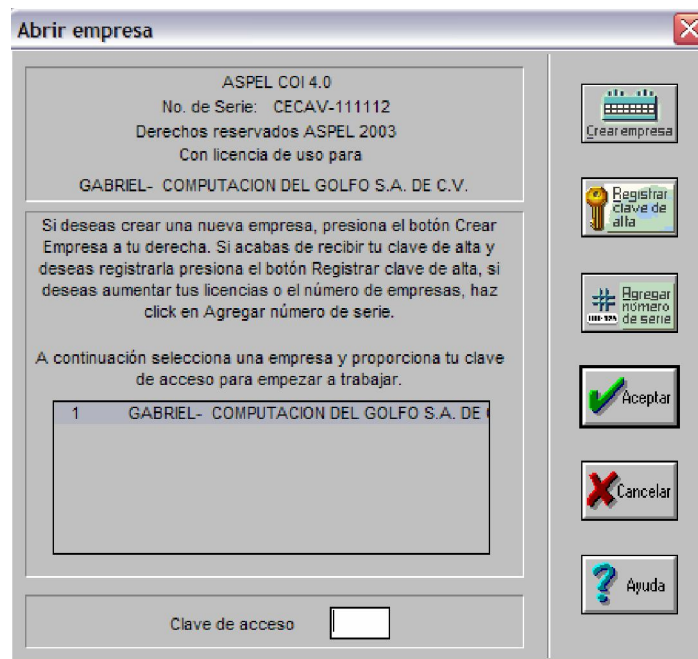 Abrir empresa
ASPEL COI 4.0
No. de Serie: CECAV-111112
Derechos reservados ASPEL 2003
Con licencia de uso para
GABRIEL- COMPUTACION DEL GOLFO S.A. DE C.V.
Si deseas crear una nueva empresa, presiona el botón Crear
Empresa a tu derecha. Si acabas de recibir tu clave de alta y
deseas registrarla presiona el botón Registrar clave de alta, si
deseas aumentar tus licencias o el número de empresas, haz
click en Agregar número de serie.
A continuación selecciona una empresa y proporciona tu clave
de acceso para empezar a trabajar.
1 GABRIEL- COMPUTACION DEL GOLFO S.A. DE
Clave de acceso
Crear empresa
Registrar
clave de
alta
Agregar
número
de serie
Aceptar
Cancelar
Ayuda